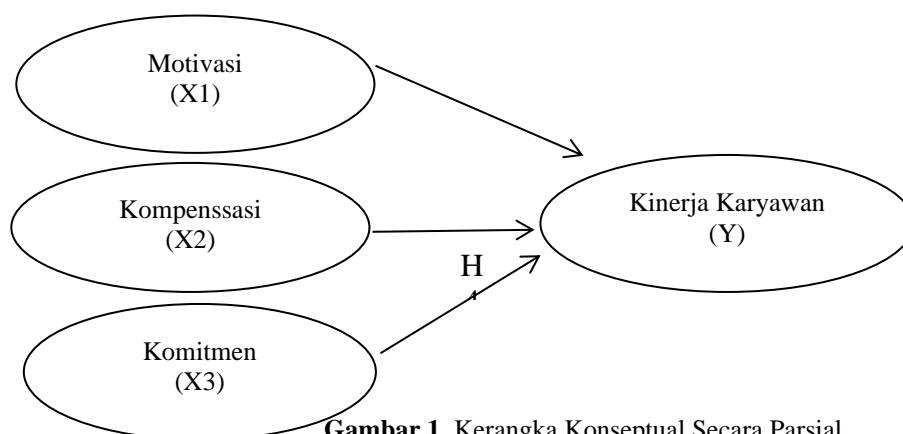 Motivasi
(X1)
Kompenssasi
(X2)
Kinerja Karyawan
(Y)
H
Komitmen
(X3)
Gambar 1. Kerangka Konseptual Secara Parsial